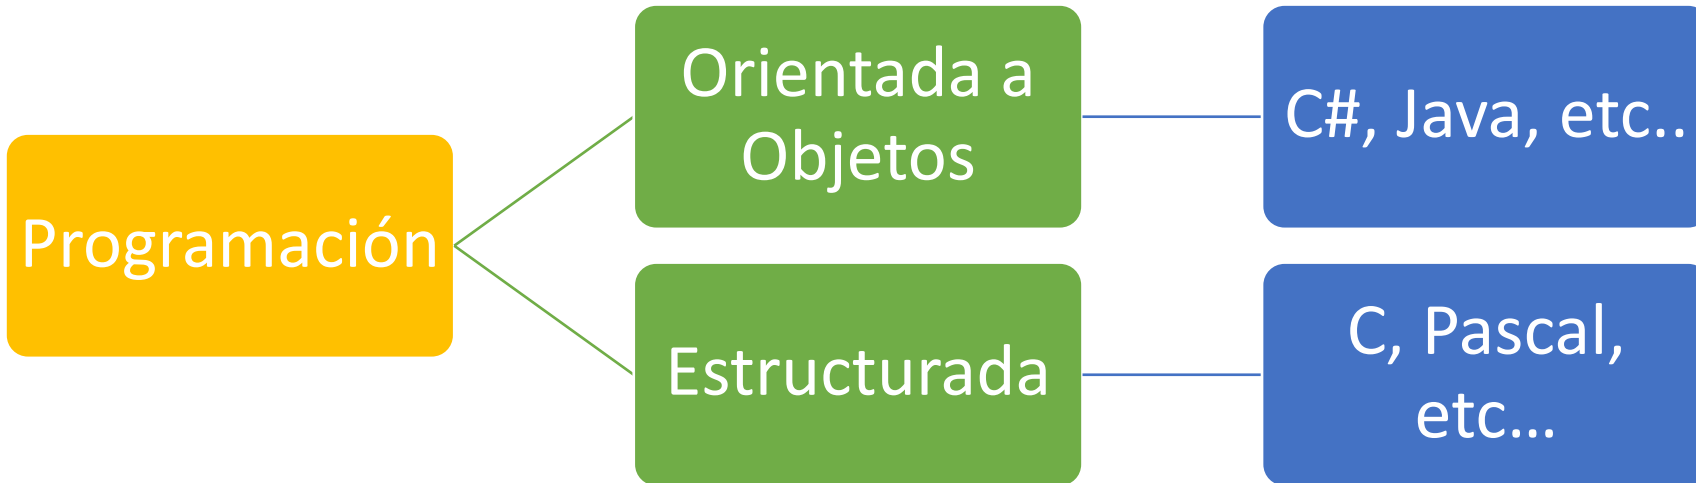 Programación
Orientada a
Objetos
C#, Java, etc..
Estructurada
C, Pascal,
etc...